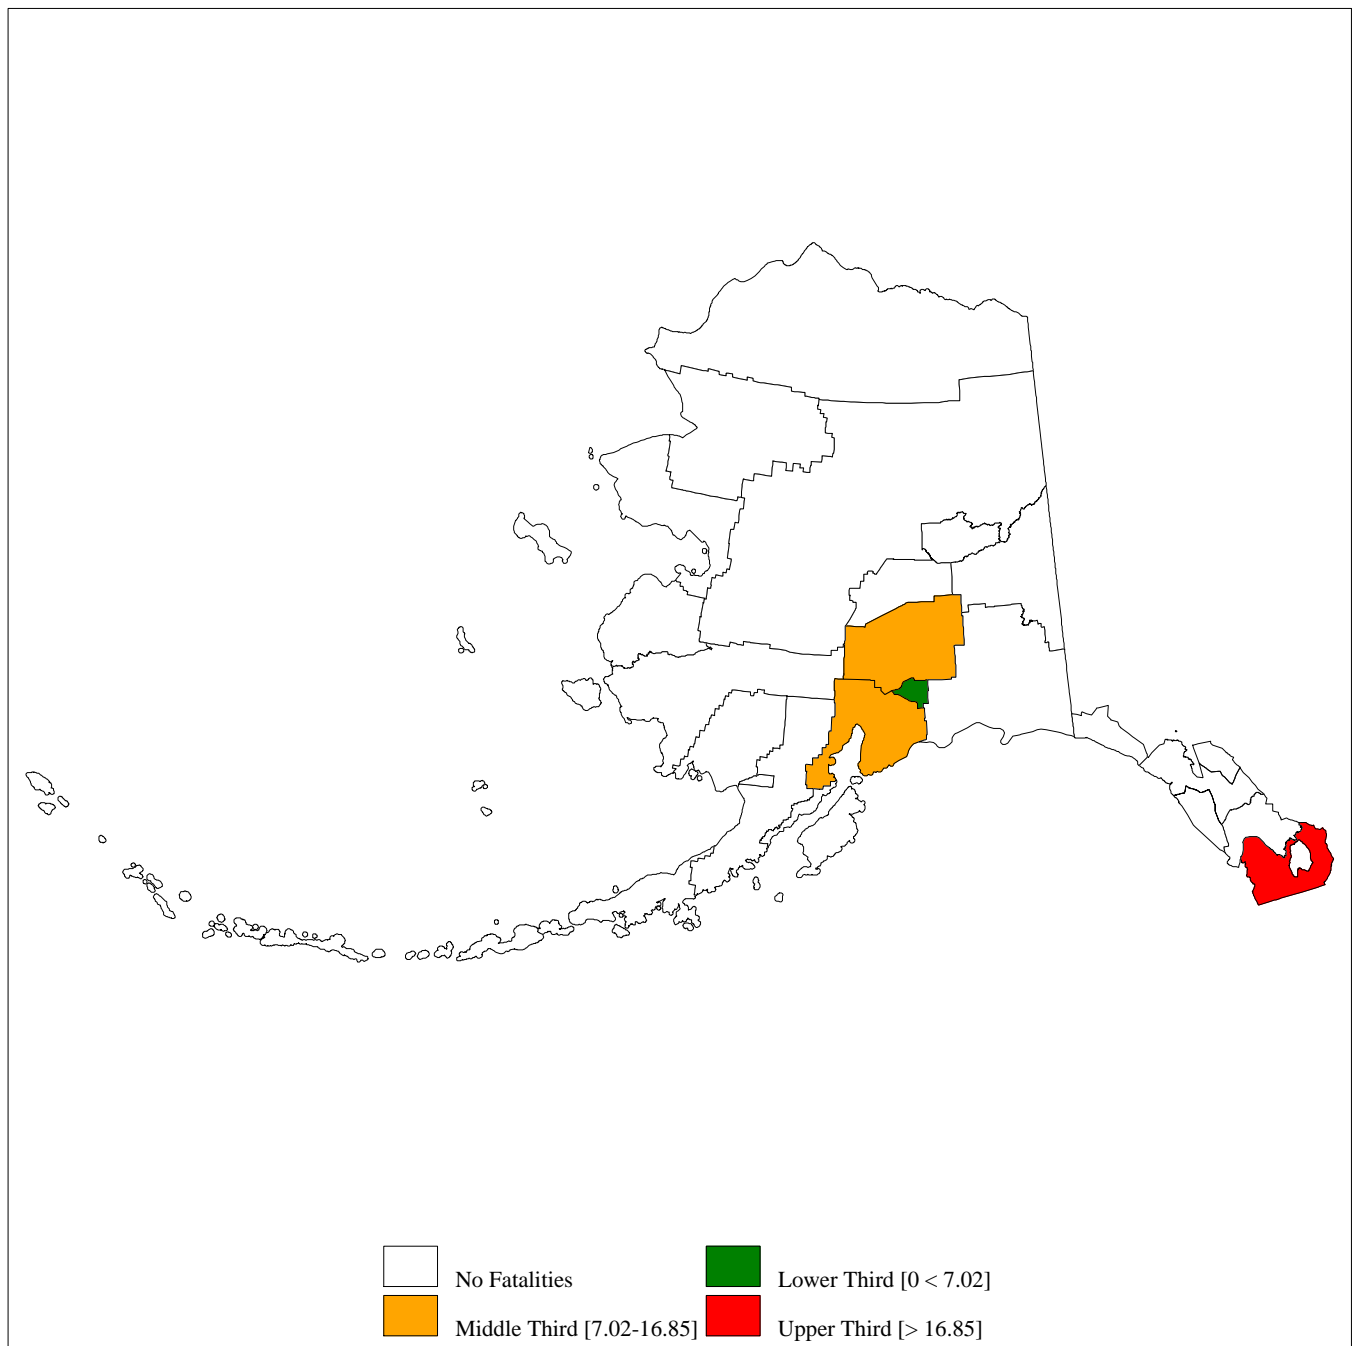 No Fatalities
Lower Third [0 < 7.02]
Middle Third [7.02-16.85]
Upper Third [> 16.85]